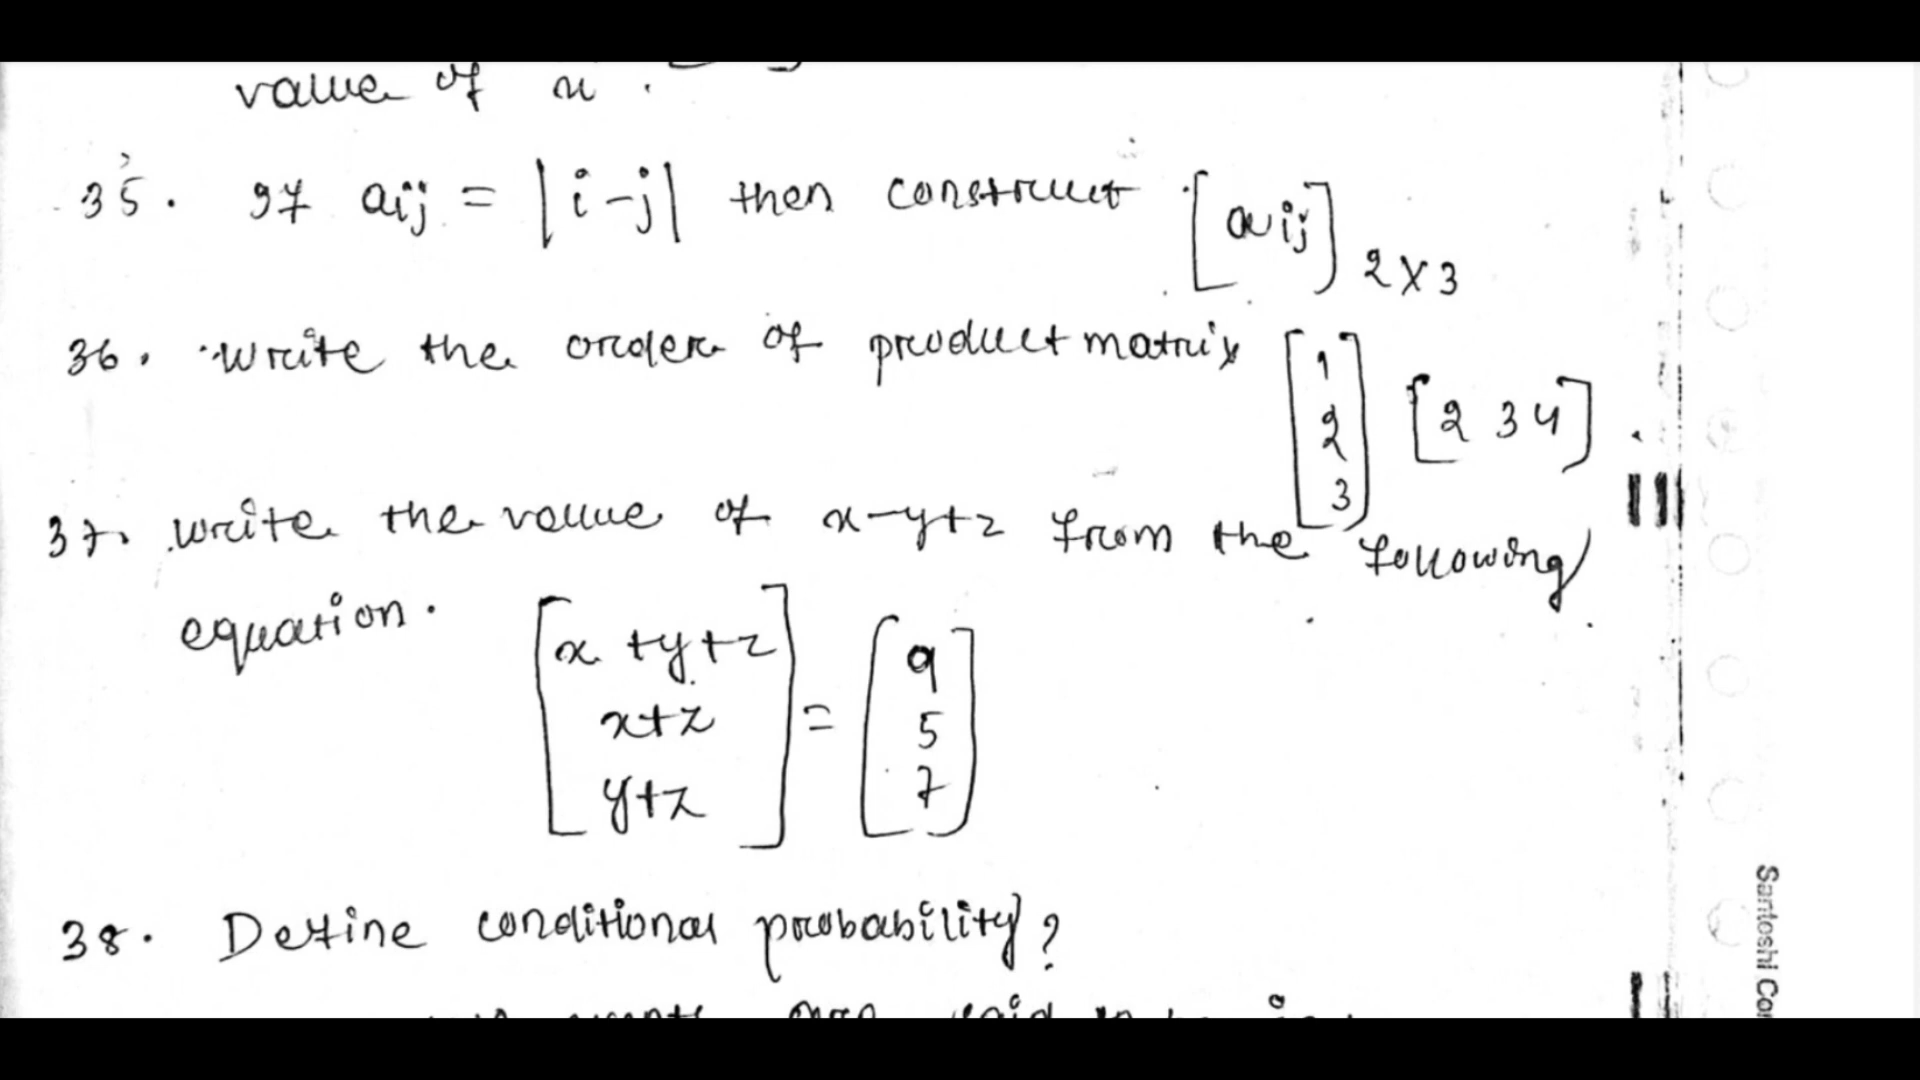 value of x.
35. If aij = |i-j| then construct [aij] 2X3
36. Write the order of product matrix [1 2 3] [2 3 4].
37. Write the value of x-y+z from the following
equation. [x+y+z
x+z
y+z] = [9
5
7]
38. Define conditional probability?
Santoshi Co